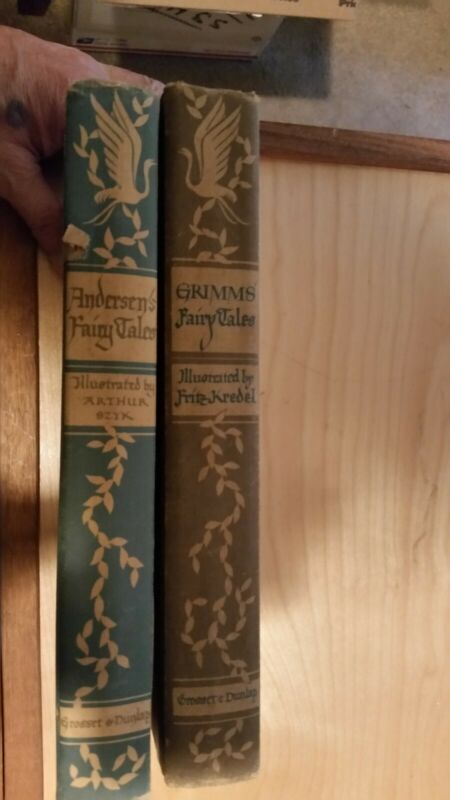 Andersen's
Fairy Tales
Illustrated by
ARTHUR
SZYK
Grosset & Dunlap
GRIMMS'
Fairy Tales
Illustrated by
Fritz Kredel
Grosset & Dunlap